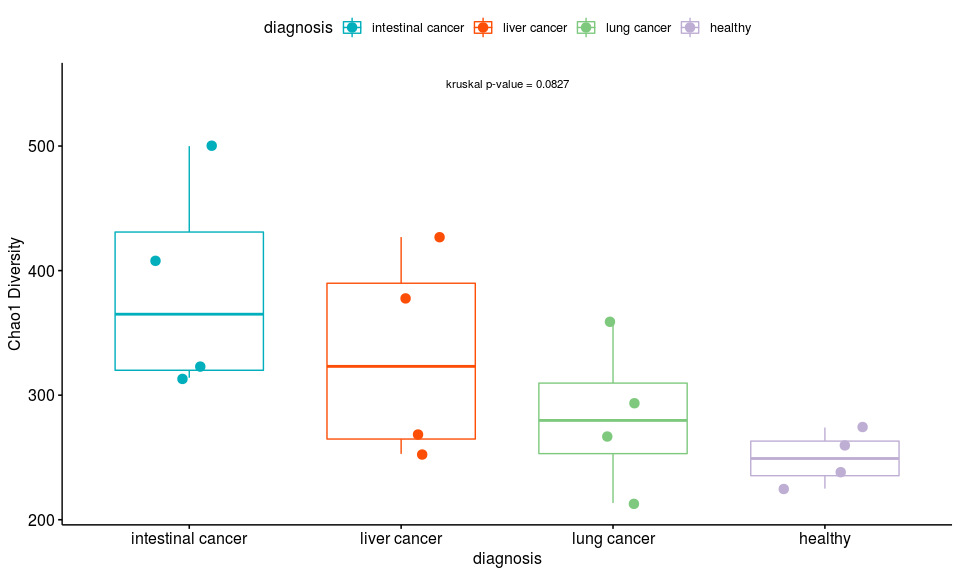 diagnosis intestinal cancer liver cancer lung cancer healthy
kruskal p-value = 0.0827
Chao1 Diversity
500
400
300
200
intestinal cancer liver cancer lung cancer healthy
diagnosis